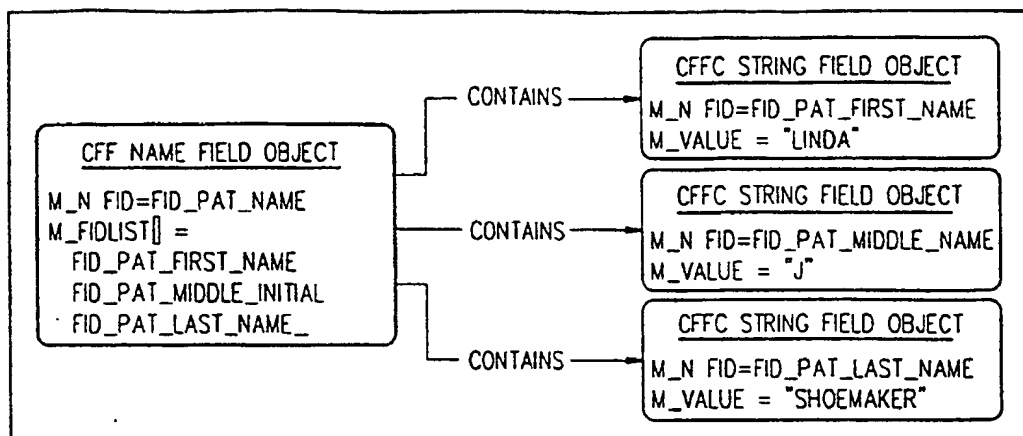 CFF NAME FIELD OBJECT
M_N FID=FID_PAT_NAME
M_FIDLIST[] =
FID_PAT_FIRST_NAME
FID_PAT_MIDDLE_INITIAL
FID_PAT_LAST_NAME_
CONTAINS
CFFC STRING FIELD OBJECT
M_N FID=FID_PAT_FIRST_NAME
M_VALUE = "LINDA"
CONTAINS
CFFC STRING FIELD OBJECT
M_N FID=FID_PAT_MIDDLE_NAME
M_VALUE = "J"
CONTAINS
CFFC STRING FIELD OBJECT
M_N FID=FID_PAT_LAST_NAME
M_VALUE = "SHOEMAKER"